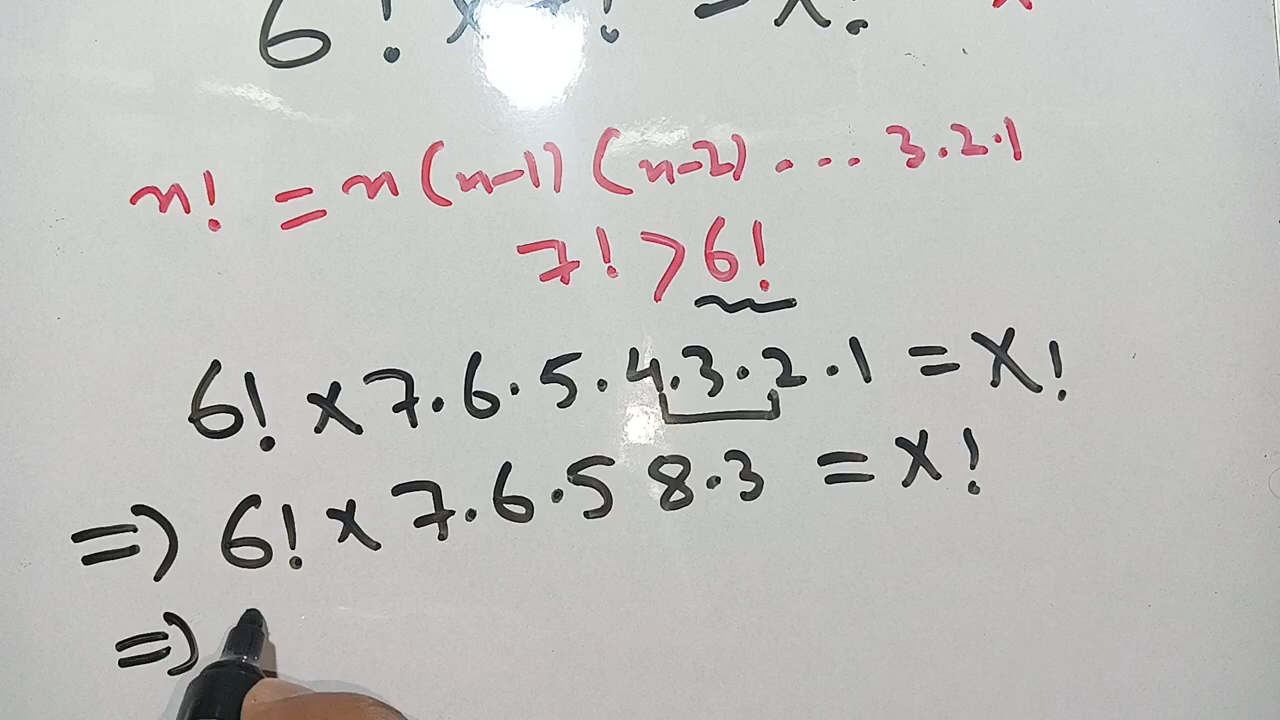 6! × ! = x!
n! = n(n-1)(n-2)....3.2.1
7! > 6!
6! × 7.6.5.4.3.2.1 = X!
=> 6! × 7.6.5 8.3 = x!
=>